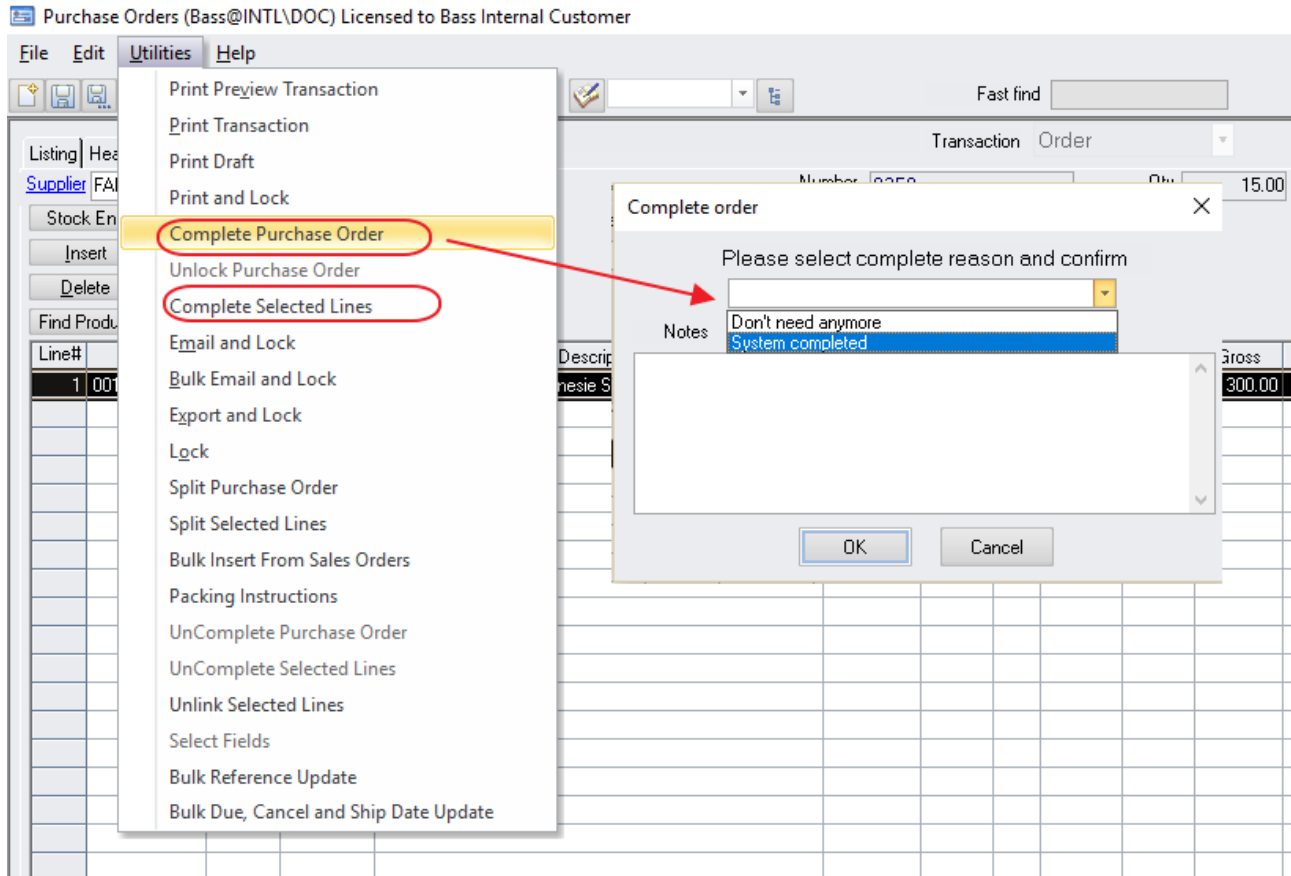 Purchase Orders (Bass@INTL\DOC) Licensed to Bass Internal Customer
File Edit Utilities Help
Fast find
Transaction Order
Listing
Supplier
Qty 15.00
Stock
Insert
Delete
Find
Line# Gross
1 300.00
Print Preview Transaction
Print Transaction
Print Draft
Print and Lock
Complete Purchase Order
Unlock Purchase Order
Complete Selected Lines
Email and Lock
Bulk Email and Lock
Export and Lock
Lock
Split Purchase Order
Split Selected Lines
Bulk Insert From Sales Orders
Packing Instructions
UnComplete Purchase Order
UnComplete Selected Lines
Unlink Selected Lines
Select Fields
Bulk Reference Update
Bulk Due, Cancel and Ship Date Update
Complete order
Please select complete reason and confirm
Don't need anymore
System completed
Notes
OK Cancel